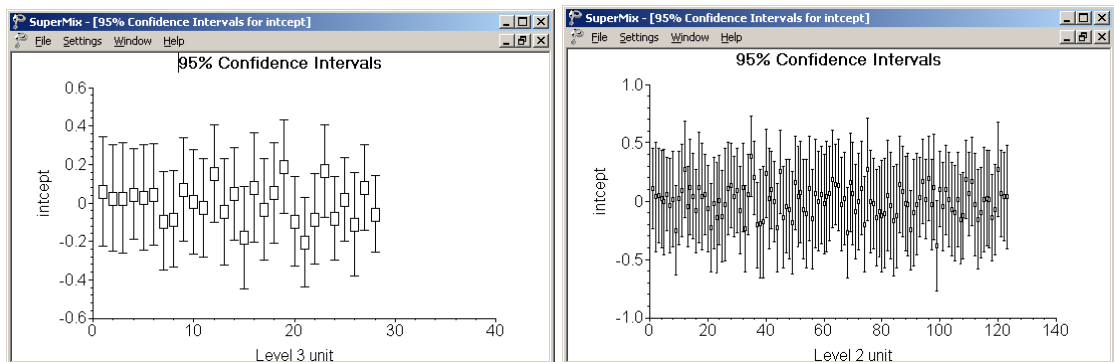 SuperMix - [95% Confidence Intervals for intcept]
File Settings Window Help
95% Confidence Intervals
0.6
0.4
0.2
0
-0.2
-0.4
-0.6
intcept
0 10 20 30 40
Level 3 unit
SuperMix - [95% Confidence Intervals for intcept]
File Settings Window Help
95% Confidence Intervals
1.0
0.5
0
-0.5
-1.0
intcept
0 20 40 60 80 100 120 140
Level 2 unit